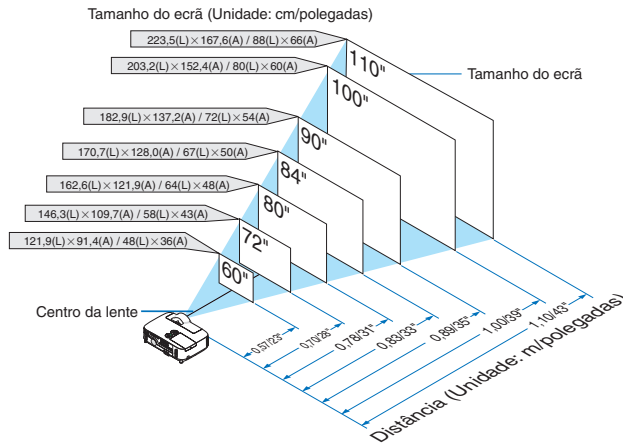 Tamanho do ecrã (Unidade: cm/polegadas)
223,5(L)×167,6(A) / 88(L)×66(A)
110"
203,2(L)×152,4(A) / 80(L)×60(A)
Tamanho do ecrã
100"
182,9(L)×137,2(A) / 72(L)×54(A)
90"
170,7(L)×128,0(A) / 67(L)×50(A)
84"
162,6(L)×121,9(A) / 64(L)×48(A)
80"
146,3(L)×109,7(A) / 58(L)×43(A)
72"
121,9(L)×91,4(A) / 48(L)×36(A)
60"
Centro da lente
0,57/23"
0,70/28"
0,78/31"
0,83/33"
0,89/35"
1,00/39"
1,10/43"
Distância (Unidade: m/polegadas)